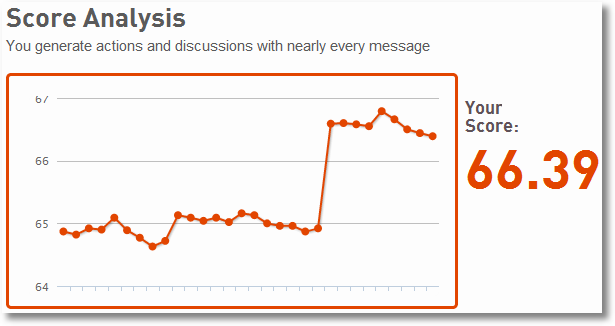 Score Analysis
You generate actions and discussions with nearly every message
67
66
65
64
Your
Score:
66.39